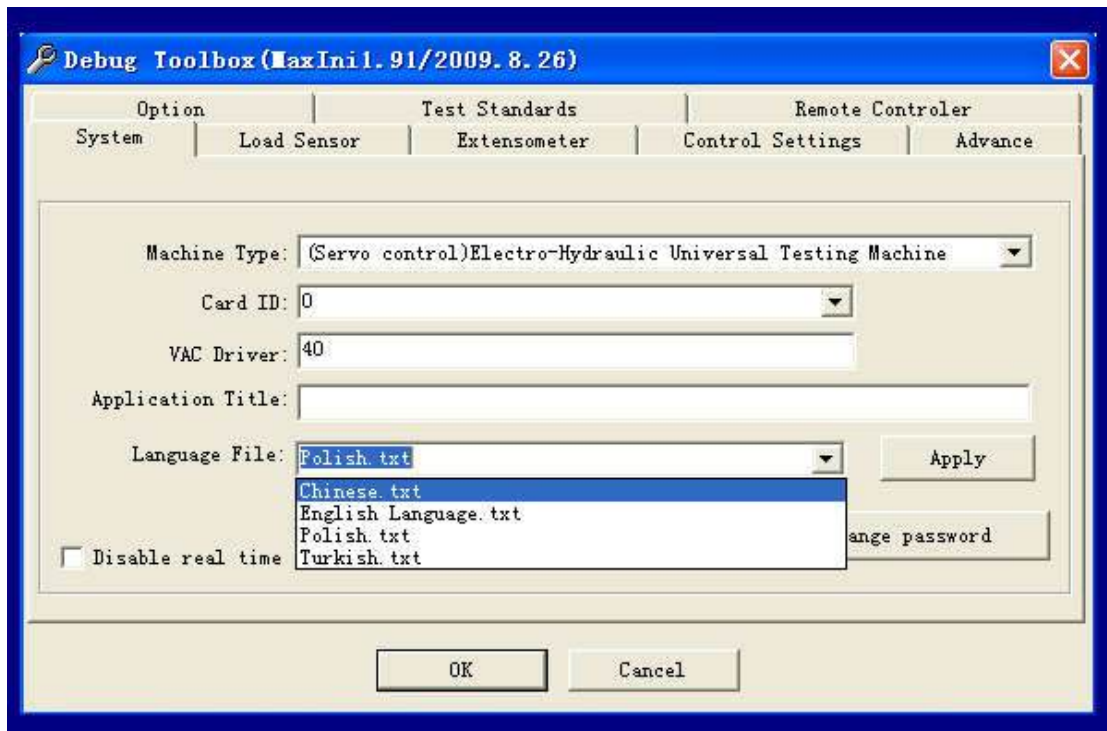 Debug Toolbox(MaxIni1.91/2009.8.26)
Option Test Standards Remote Controler
System Load Sensor Extensometer Control Settings Advance
Machine Type: (Servo control)Electro-Hydraulic Universal Testing Machine
Card ID: 0
VAC Driver: 40
Application Title:
Language File: Polish.txt Apply
Chinese.txt
English Language.txt
Polish.txt
ange password
Disable real time Turkish.txt
OK Cancel